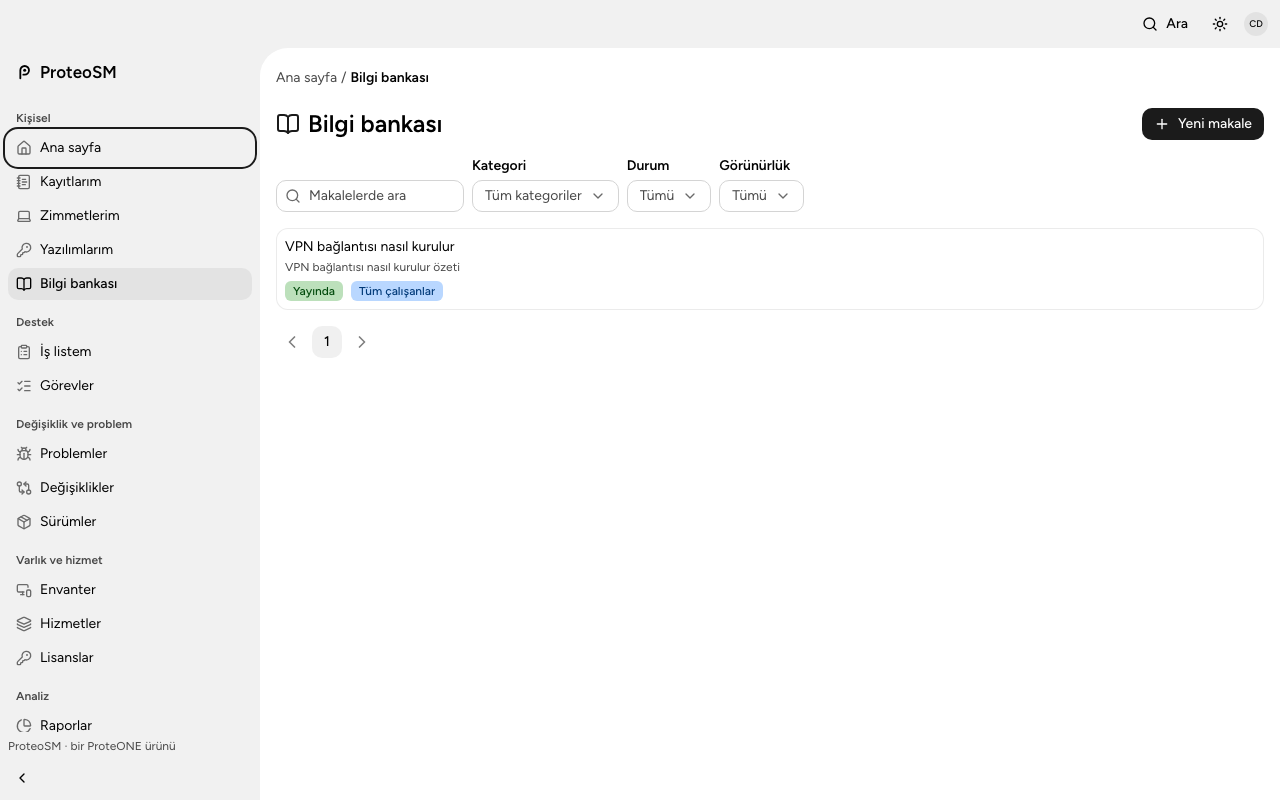 Ara
CD
ProteoSM
Kişisel
Ana sayfa
Kayıtlarım
Zimmetlerim
Yazılımlarım
Bilgi bankası
Destek
İş listem
Görevler
Değişiklik ve problem
Problemler
Değişiklikler
Sürümler
Varlık ve hizmet
Envanter
Hizmetler
Lisanslar
Analiz
Raporlar
ProteoSM · bir ProteONE ürünü
Ana sayfa / Bilgi bankası
Bilgi bankası
Yeni makale
Kategori Durum Görünürlük
Makalelerde ara Tüm kategoriler Tümü Tümü
VPN bağlantısı nasıl kurulur
VPN bağlantısı nasıl kurulur özeti
Yayında Tüm çalışanlar
1